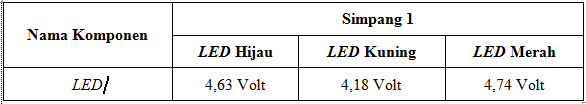 Nama Komponen
Simpang 1
LED Hijau LED Kuning LED Merah
LED 4,63 Volt 4,18 Volt 4,74 Volt